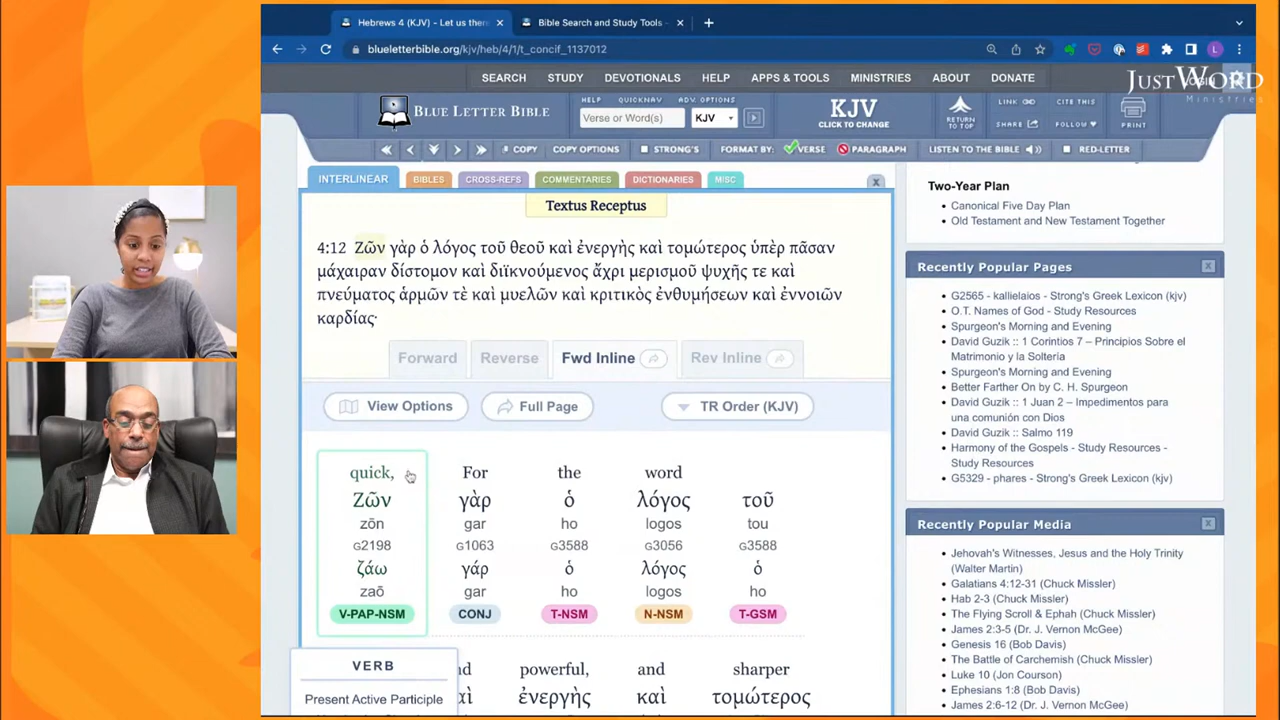 Hebrews 4 (KJV) - Let us ther
Bible Search and Study Tools -
blueletterbible.org/kjv/heb/4/1/t_concif_1137012
L
SEARCH STUDY DEVOTIONALS HELP APPS & TOOLS MINISTRIES ABOUT DONATE
JUSTWORD
Ministries
BLUE LETTER BIBLE
HELP QUICKNAV ADV. OPTIONS
Verse or Word(s) KJV
KJV
CLICK TO CHANGE
RETURN
TO TOP
LINK CITE THIS
SHARE FOLLOW
PRINT
COPY COPY OPTIONS STRONG'S FORMAT BY: VERSE PARAGRAPH LISTEN TO THE BIBLE RED-LETTER
INTERLINEAR BIBLES CROSS-REFS COMMENTARIES DICTIONARIES MISC
Textus Receptus
4:12 Ζῶν γὰρ ὁ λόγος τοῦ θεοῦ καὶ ἐνεργὴς καὶ τομώτερος ὑπὲρ πᾶσαν
μάχαιραν δίστομον καὶ διϊκνούμενος ἄχρι μερισμοῦ ψυχῆς τε καὶ
πνεύματος ἁρμῶν τὲ καὶ μυελῶν καὶ κριτικὸς ἐνθυμήσεων καὶ ἐννοιῶν
καρδίας·
Forward Reverse Fwd Inline Rev Inline
View Options Full Page TR Order (KJV)
quick, For the word
Ζῶν γὰρ ὁ λόγος τοῦ
zōn gar ho logos tou
G2198 G1063 G3588 G3056 G3588
ζάω γάρ ὁ λόγος ὁ
zaō gar ho logos ho
V-PAP-NSM CONJ T-NSM N-NSM T-GSM
powerful, and sharper
ἐνεργὴς καὶ τομώτερος
VERB
Present Active Participle
Two-Year Plan
Canonical Five Day Plan
Old Testament and New Testament Together
Recently Popular Pages
G2565 - kallielaios - Strong's Greek Lexicon (kjv)
O.T. Names of God - Study Resources
Spurgeon's Morning and Evening
David Guzik :: 1 Corintios 7 – Principios Sobre el
Matrimonio y la Soltería
Spurgeon's Morning and Evening
Better Farther On by C. H. Spurgeon
David Guzik :: 1 Juan 2 – Impedimentos para
una comunión con Dios
David Guzik :: Salmo 119
Harmony of the Gospels - Study Resources -
Study Resources
G5329 - phares - Strong's Greek Lexicon (kjv)
Recently Popular Media
Jehovah's Witnesses, Jesus and the Holy Trinity
(Walter Martin)
Galatians 4:12-31 (Chuck Missler)
Hab 2-3 (Chuck Missler)
The Flying Scroll & Ephah (Chuck Missler)
James 2:3-5 (Dr. J. Vernon McGee)
Genesis 16 (Bob Davis)
The Battle of Carchemish (Chuck Missler)
Luke 10 (Jon Courson)
Ephesians 1:8 (Bob Davis)
James 2:6-12 (Dr. J. Vernon McGee)